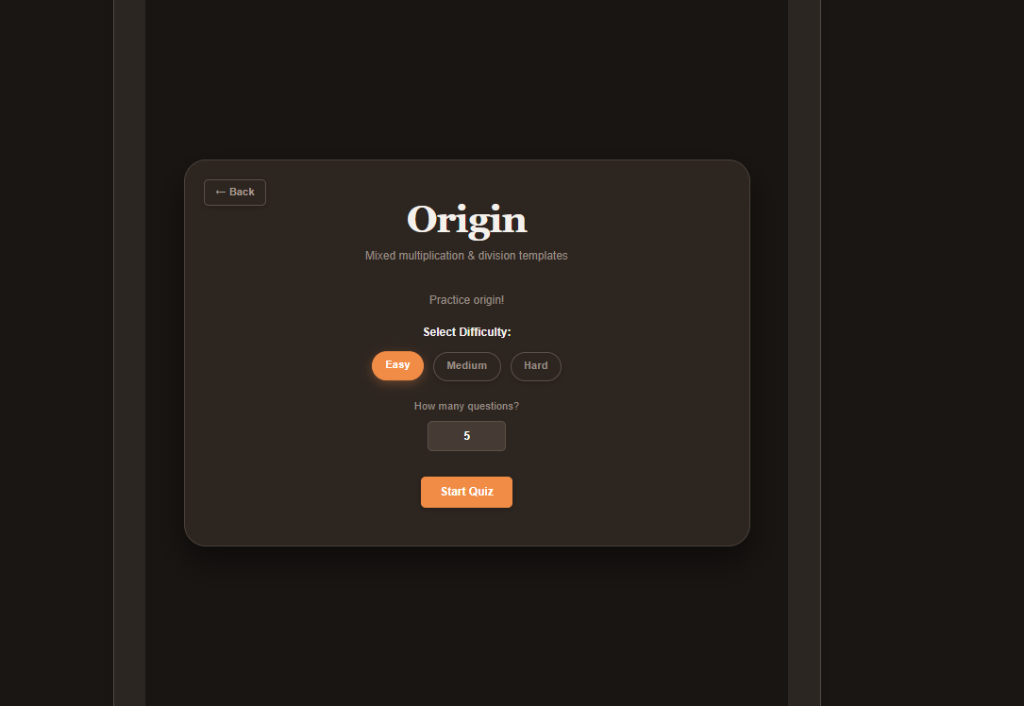 ← Back
Origin
Mixed multiplication & division templates
Practice origin!
Select Difficulty:
Easy Medium Hard
How many questions?
5
Start Quiz